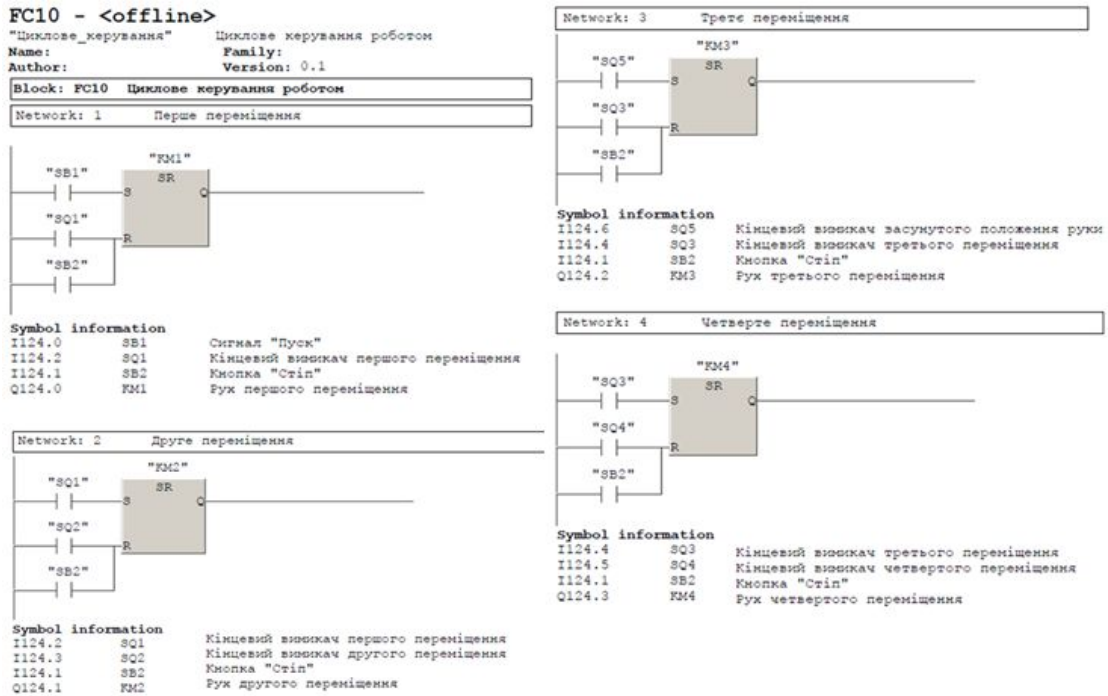 FC10 - <offline>
"Циклове_керування" Циклове керування роботом
Name: Family:
Author: Version: 0.1
Block: FC10 Циклове керування роботом
Network: 1 Перше переміщення
"KM1"
"SB1" SR
S Q
"SQ1"
R
"SB2"
Symbol information
I124.0 SB1 Сигнал "Пуск"
I124.2 SQ1 Кінцевий вимикач першого переміщення
I124.1 SB2 Кнопка "Стіп"
Q124.0 KM1 Рух першого переміщення
Network: 2 Друге переміщення
"KM2"
"SQ1" SR
S Q
"SQ2"
R
"SB2"
Symbol information
I124.2 SQ1 Кінцевий вимикач першого переміщення
I124.3 SQ2 Кінцевий вимикач другого переміщення
I124.1 SB2 Кнопка "Стіп"
Q124.1 KM2 Рух другого переміщення
Network: 3 Третє переміщення
"KM3"
"SQ5" SR
S Q
"SQ3"
R
"SB2"
Symbol information
I124.6 SQ5 Кінцевий вимикач васунутого положення руки
I124.4 SQ3 Кінцевий вимикач третього переміщення
I124.1 SB2 Кнопка "Стіп"
Q124.2 KM3 Рух третього переміщення
Network: 4 Четверте переміщення
"KM4"
"SQ3" SR
S Q
"SQ4"
R
"SB2"
Symbol information
I124.4 SQ3 Кінцевий вимикач третього переміщення
I124.5 SQ4 Кінцевий вимикач четвертого переміщення
I124.1 SB2 Кнопка "Стіп"
Q124.3 KM4 Рух четвертого переміщення